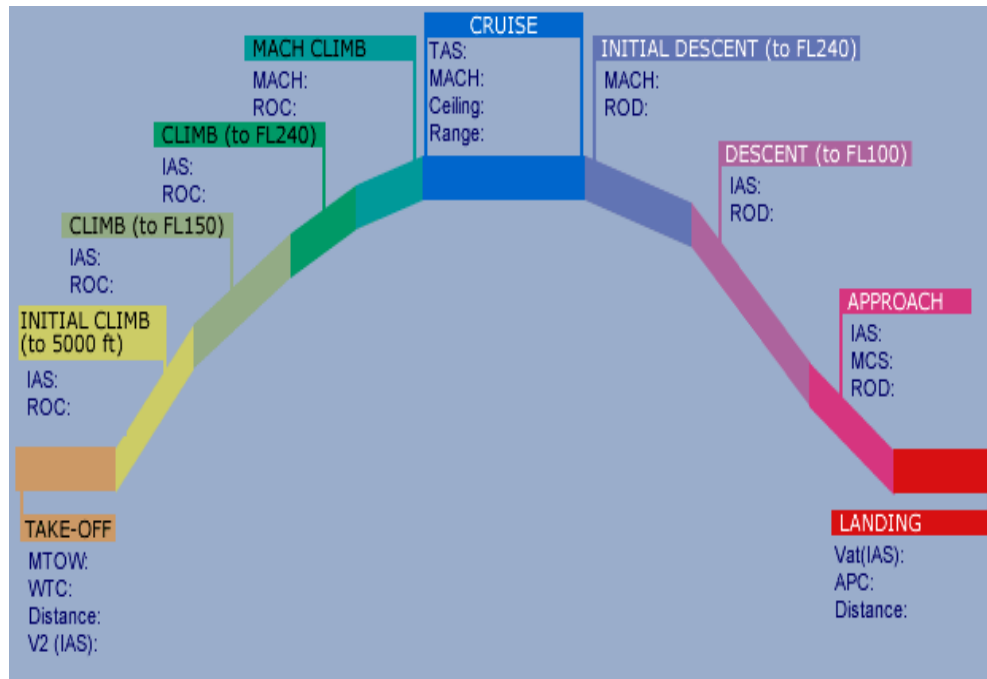 CRUISE
TAS:
MACH:
Ceiling:
Range:
MACH CLIMB
MACH:
ROC:
INITIAL DESCENT (to FL240)
MACH:
ROD:
CLIMB (to FL240)
IAS:
ROC:
DESCENT (to FL100)
IAS:
ROD:
CLIMB (to FL150)
IAS:
ROC:
APPROACH
IAS:
MCS:
ROD:
INITIAL CLIMB
(to 5000 ft)
IAS:
ROC:
TAKE-OFF
MTOW:
WTC:
Distance:
V2 (IAS):
LANDING
Vat(IAS):
APC:
Distance: